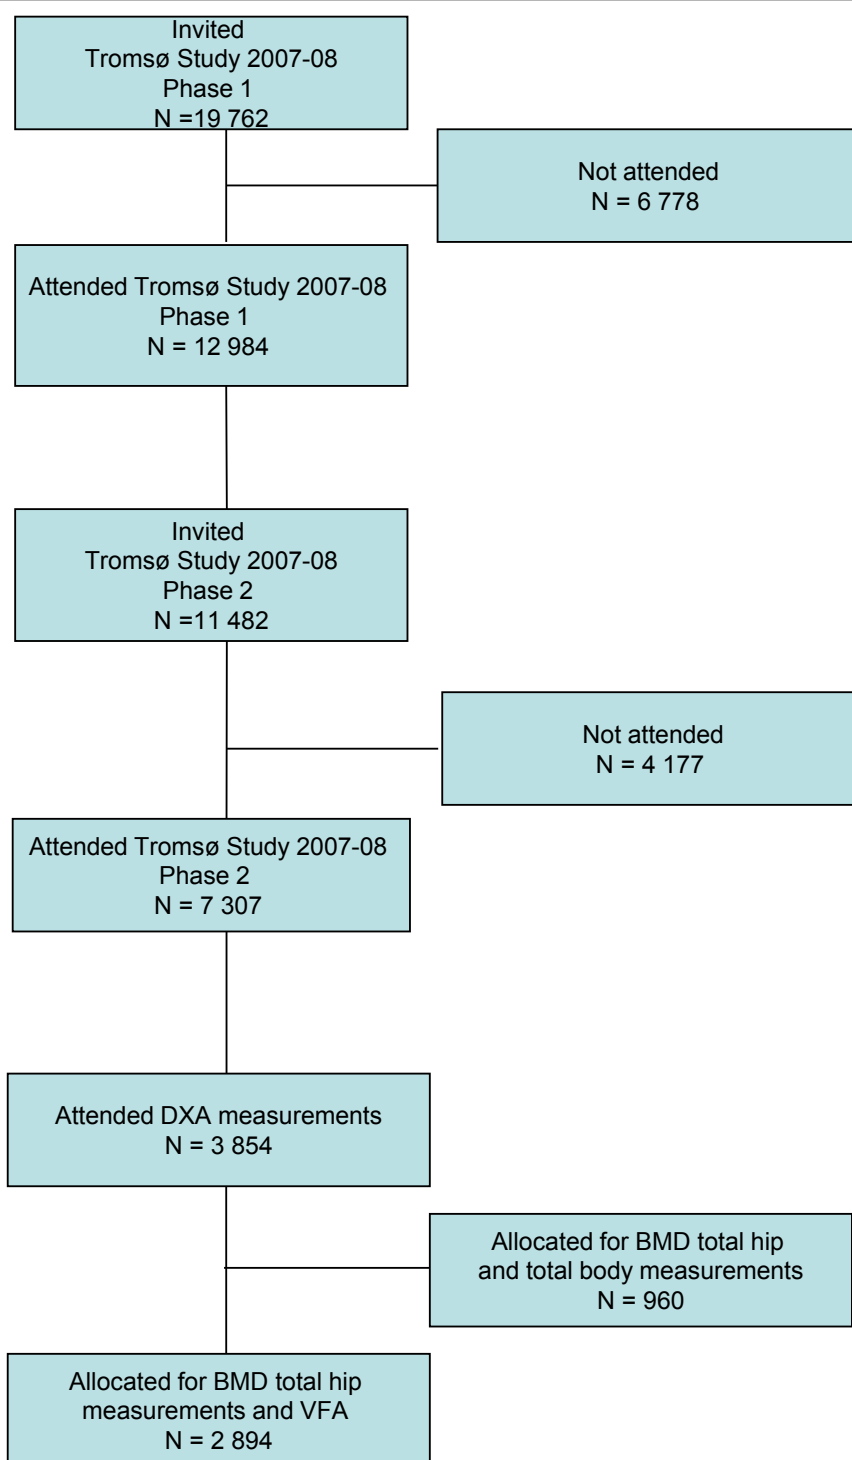 Invited
Tromsø Study 2007-08
Phase 1
N =19 762
Not attended
N = 6 778
Attended Tromsø Study 2007-08
Phase 1
N = 12 984
Invited
Tromsø Study 2007-08
Phase 2
N =11 482
Not attended
N = 4 177
Attended Tromsø Study 2007-08
Phase 2
N = 7 307
Attended DXA measurements
N = 3 854
Allocated for BMD total hip
and total body measurements
N = 960
Allocated for BMD total hip
measurements and VFA
N = 2 894